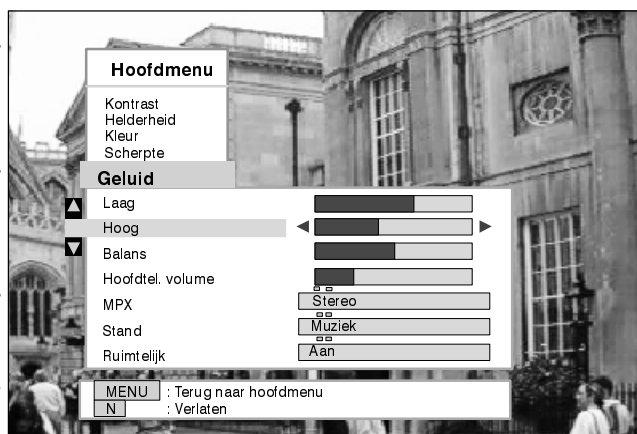 Hoofdmenu
Kontrast
Helderheid
Kleur
Scherpte
Geluid
Laag
Hoog
Balans
Hoofdtel. volume
MPX Stereo
Stand Muziek
Ruimtelijk Aan
MENU : Terug naar hoofdmenu
N : Verlaten